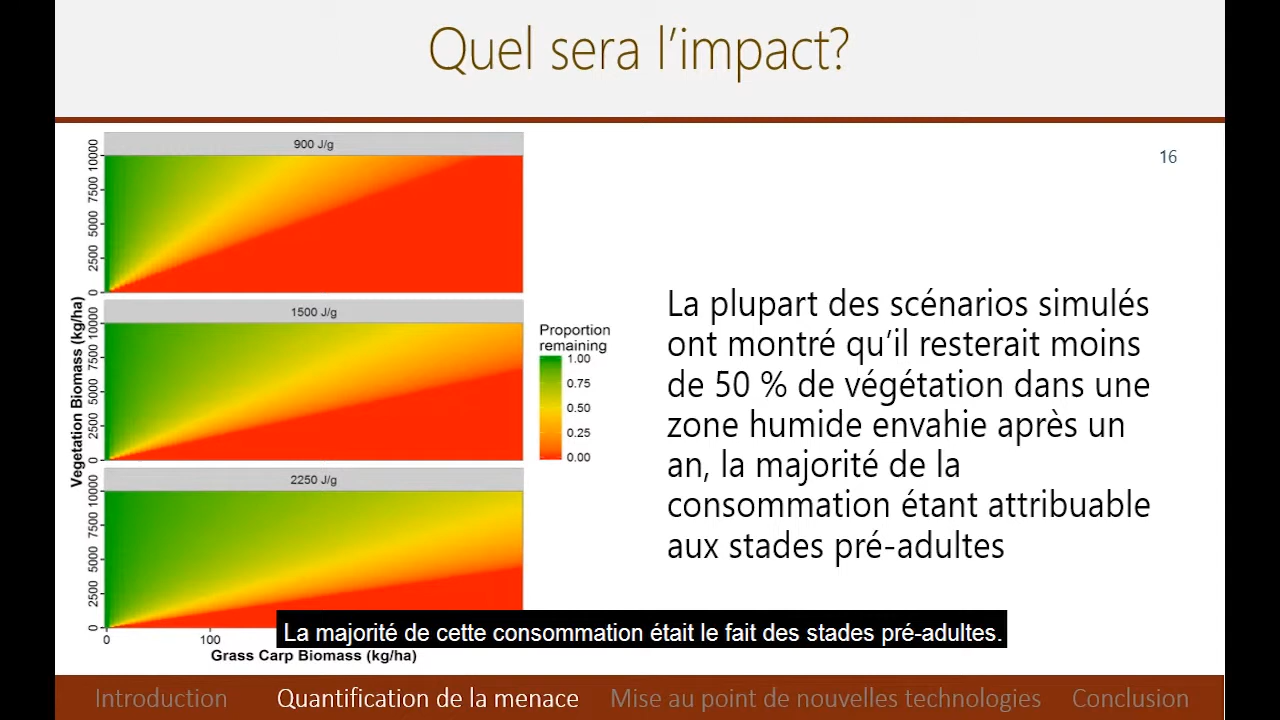 Quel sera l'impact?
16
900 J/g
10000
7500
5000
2500
0
1500 J/g
10000
7500
5000
2500
0
2250 J/g
10000
7500
5000
2500
0
Vegetation Biomass (kg/ha)
0
100
Grass Carp Biomass (kg/ha)
Proportion
remaining
1.00
0.75
0.50
0.25
0.00
La plupart des scénarios simulés
ont montré qu'il resterait moins
de 50 % de végétation dans une
zone humide envahie après un
an, la majorité de la
consommation étant attribuable
aux stades pré-adultes
La majorité de cette consommation était le fait des stades pré-adultes.
Introduction
Quantification de la menace
Mise au point de nouvelles technologies
Conclusion